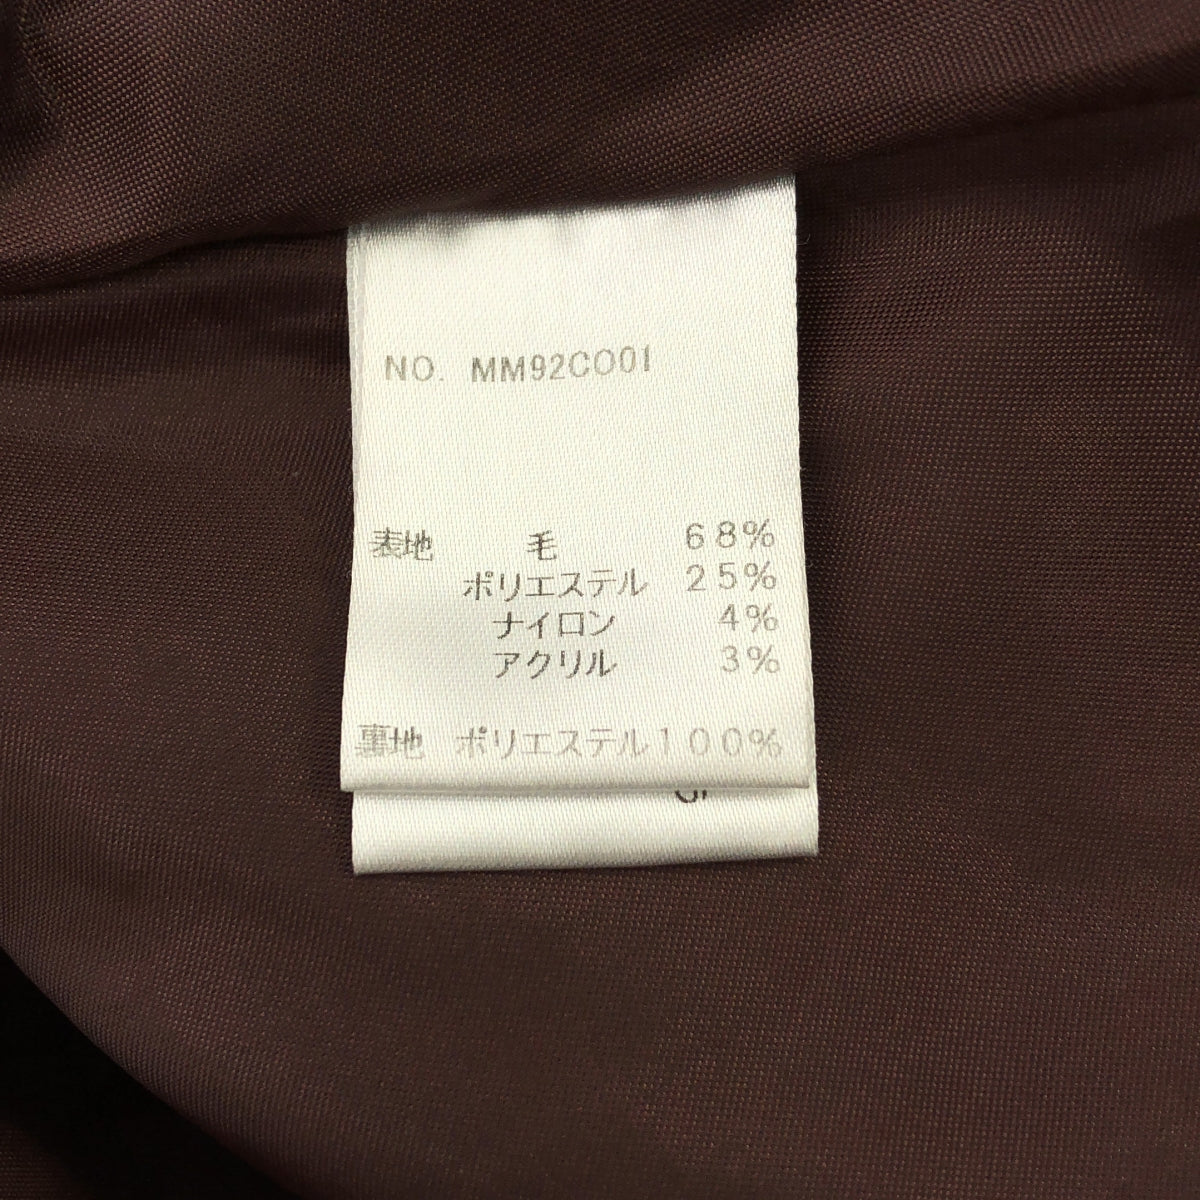 NO. MM92CO01
表地 毛 68%
ポリエステル 25%
ナイロン 4%
アクリル 3%
裏地 ポリエステル100%